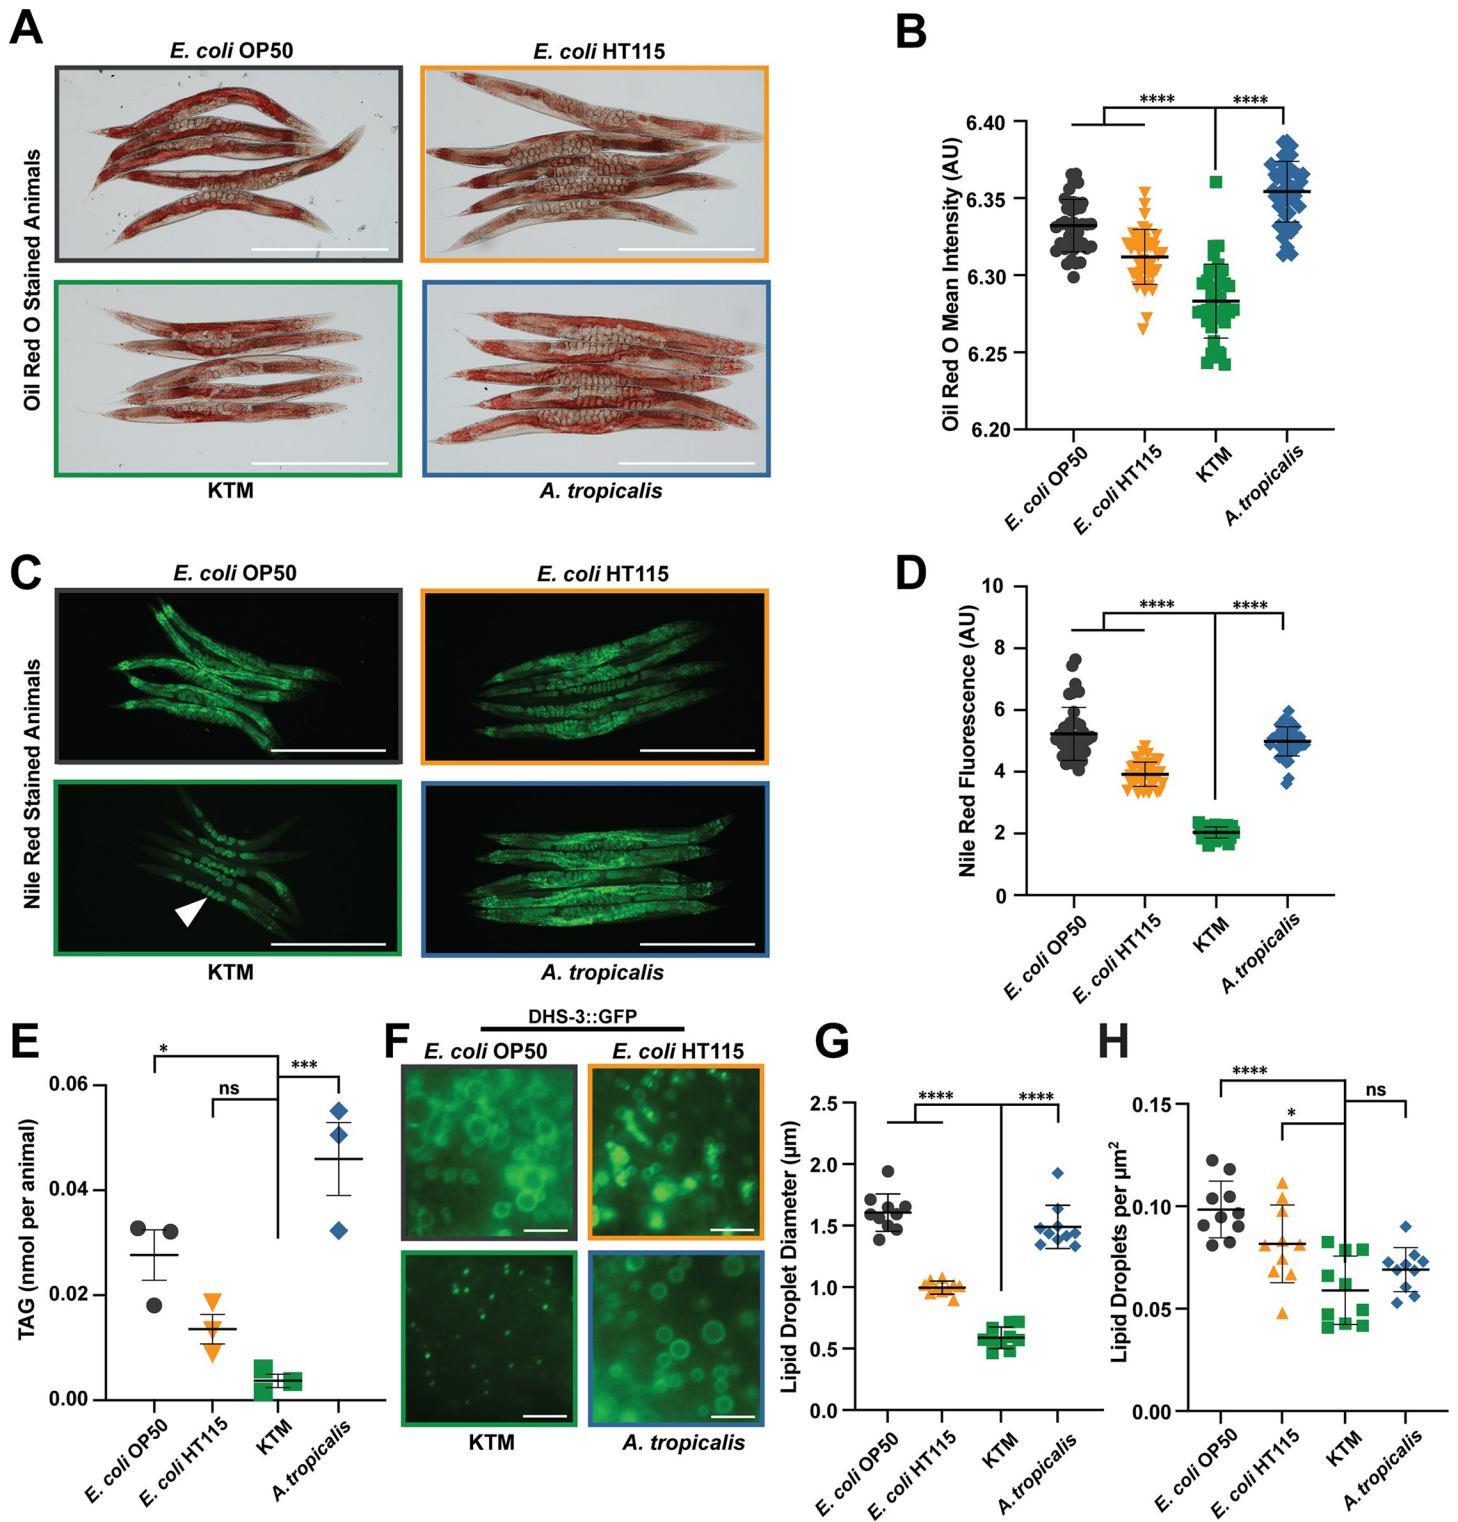 A
E. coli OP50
E. coli HT115
Oil Red O Stained Animals
KTM
A. tropicalis
B
Oil Red O Mean Intensity (AU)
**** ****
6.40
6.35
6.30
6.25
6.20
E. coli OP50
E. coli HT115
KTM
A. tropicalis
C
E. coli OP50
E. coli HT115
Nile Red Stained Animals
KTM
A. tropicalis
D
Nile Red Fluorescence (AU)
**** ****
10
8
6
4
2
0
E. coli OP50
E. coli HT115
KTM
A. tropicalis
E
TAG (nmol per animal)
*
***
ns
0.06
0.04
0.02
0.00
E. coli OP50
E. coli HT115
KTM
A. tropicalis
F
DHS-3::GFP
E. coli OP50
E. coli HT115
KTM
A. tropicalis
G
Lipid Droplet Diameter (μm)
**** ****
2.5
2.0
1.5
1.0
0.5
0.0
E. coli OP50
E. coli HT115
KTM
A. tropicalis
H
Lipid Droplets per μm²
****
ns
*
0.15
0.10
0.05
0.00
E. coli OP50
E. coli HT115
KTM
A. tropicalis